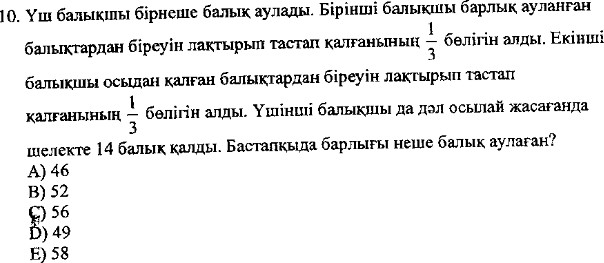 10. Үш балықшы бірнеше балық аулады. Бірінші балықшы барлық ауланған
балықтардан біреуін лақтырып тастап қалғанының 1/3 бөлігін алды. Екінші
балықшы осыдан қалған балықтардан біреуін лақтырып тастап
қалғанының 1/3 бөлігін алды. Үшінші балықшы да дәл осылай жасағанда
шелекте 14 балық қалды. Бастапқыда барлығы неше балық аулаған?
A) 46
B) 52
C) 56
D) 49
E) 58